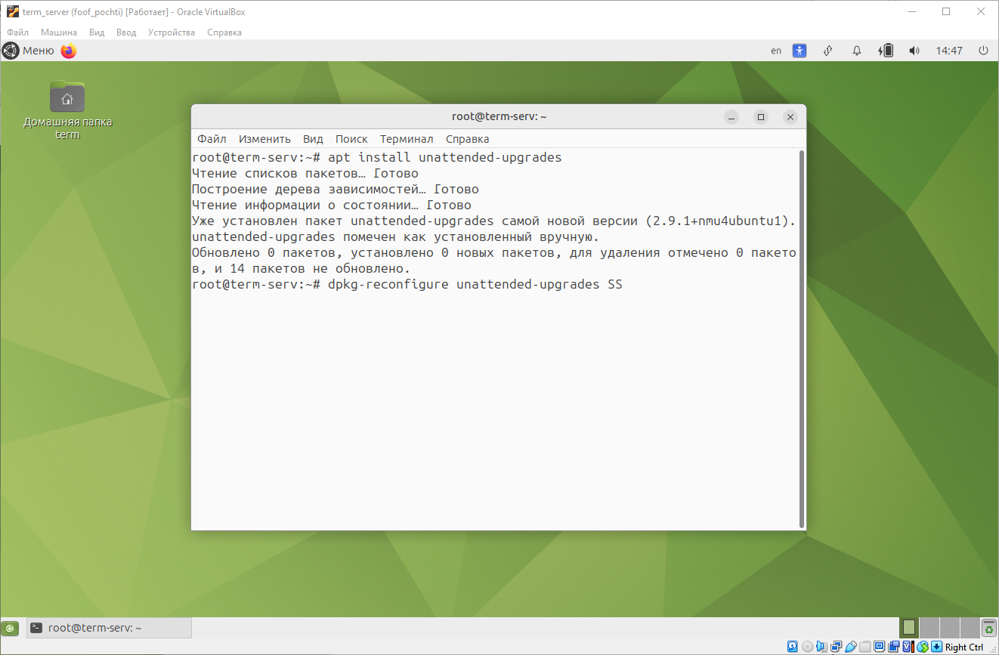 term_server (foof_pochti) [Работает] - Oracle VirtualBox
Файл Машина Вид Ввод Устройства Справка
Меню en 14:47
Домашняя папка
term
root@term-serv: ~
Файл Изменить Вид Поиск Терминал Справка
root@term-serv:~# apt install unattended-upgrades
Чтение списков пакетов… Готово
Построение дерева зависимостей… Готово
Чтение информации о состоянии… Готово
Уже установлен пакет unattended-upgrades самой новой версии (2.9.1+nmu4ubuntu1).
unattended-upgrades помечен как установленный вручную.
Обновлено 0 пакетов, установлено 0 новых пакетов, для удаления отмечено 0 пакето
в, и 14 пакетов не обновлено.
root@term-serv:~# dpkg-reconfigure unattended-upgrades SS
root@term-serv: ~
Right Ctrl